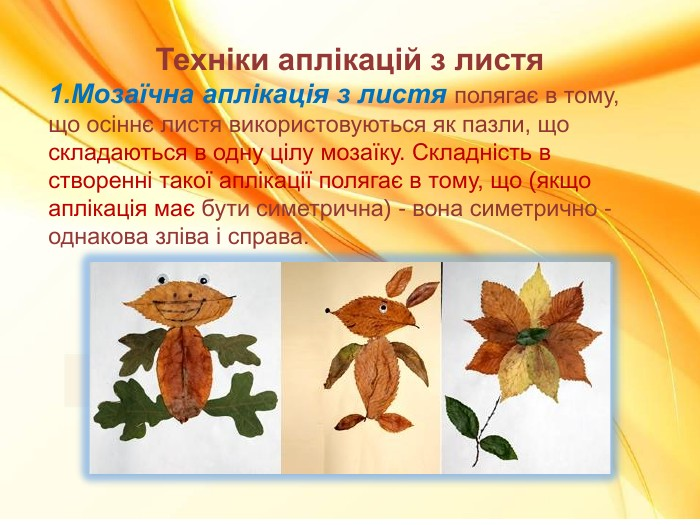 Техніки аплікацій з листя
1.Мозаїчна аплікація з листя полягає в тому,
що осіннє листя використовуються як пазли, що
складаються в одну цілу мозаїку. Складність в
створенні такої аплікації полягає в тому, що (якщо
аплікація має бути симетрична) - вона симетрично -
однакова зліва і справа.